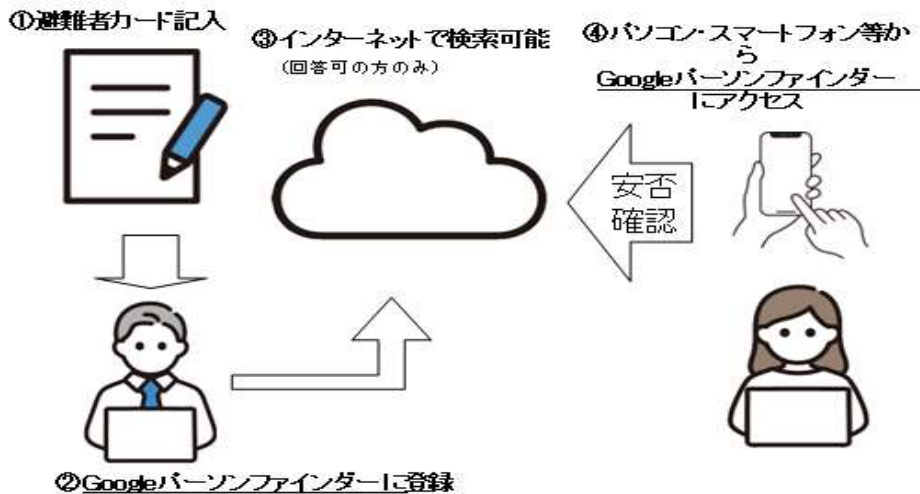 ①避難者カード記入
③インターネットで検索可能
（回答可の方のみ）
④パソコン・スマートフォン等か
ら
Googleパーソンファインダー
にアクセス
安否
確認
②Googleパーソンファインダーに登録